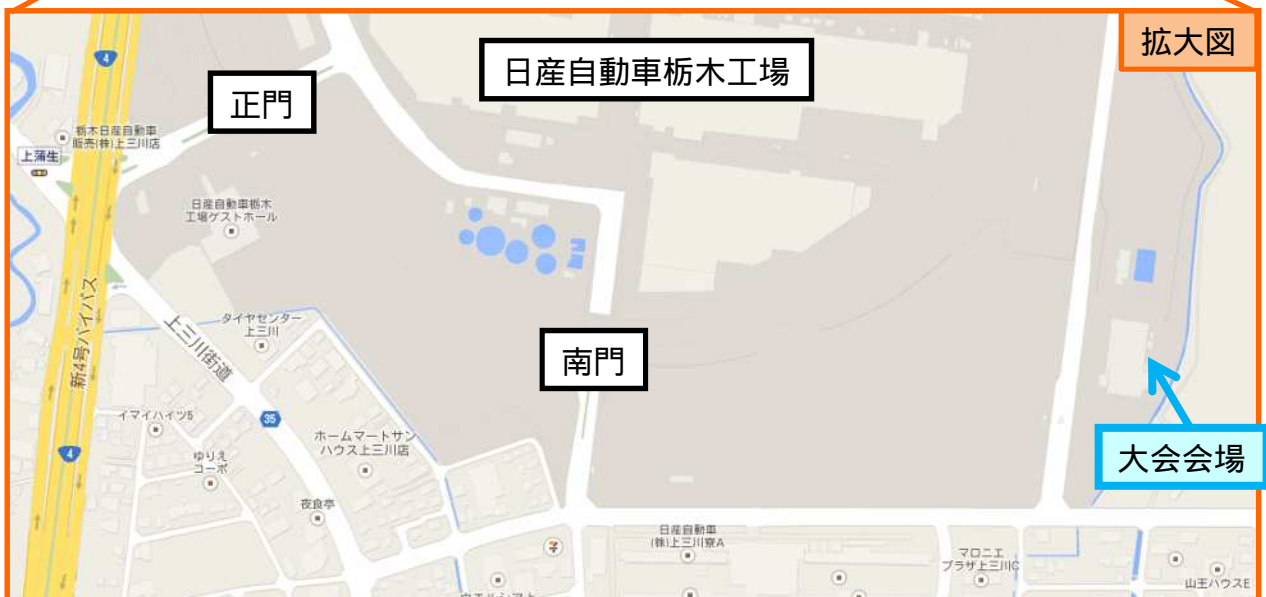 拡大図
日産自動車栃木工場
4
正門
栃木日産自動車
販売(株)上三川店
上蒲生
日産自動車栃木
工場ゲストホール
新4号バイパス
上三川街道
タイヤセンター
上三川
南門
イマイハイツ5
35
ホームマートサン
ハウス上三川店
4
ゆりえ
コーポ
大会会場
夜食亭
日産自動車
(株)上三川寮A
マロニエ
プラザ上三川C
山王ハウスE